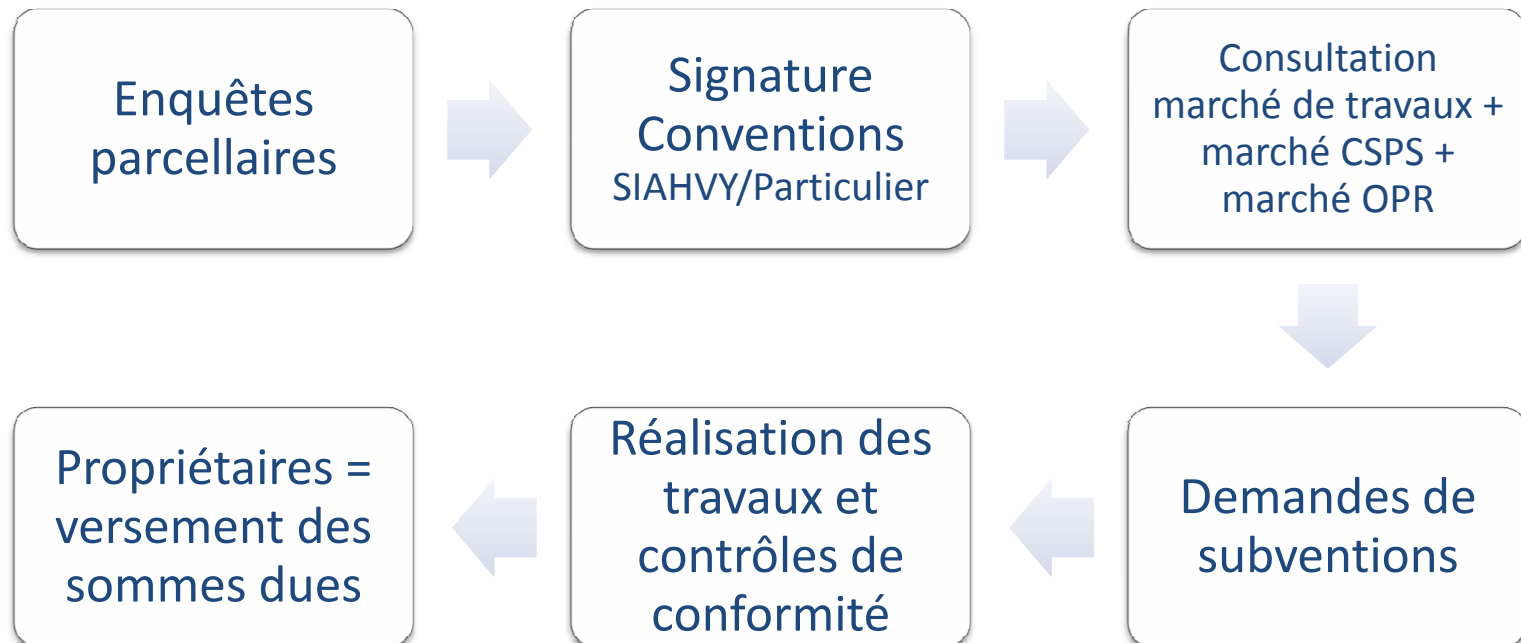 Enquêtes
parcellaires
Signature
Conventions
SIAHVY/Particulier
Consultation
marché de travaux +
marché CSPS +
marché OPR
Demandes de
subventions
Réalisation des
travaux et
contrôles de
conformité
Propriétaires =
versement des
sommes dues